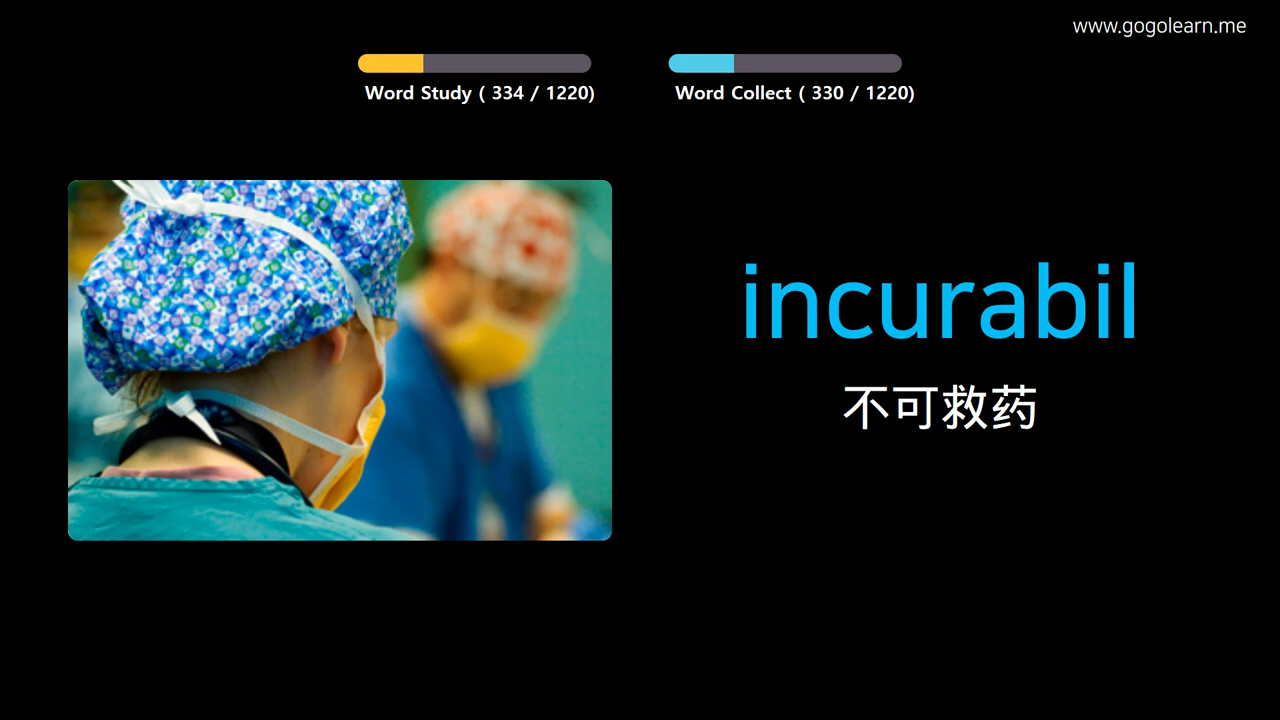 www.gogolearn.me
Word Study ( 334 / 1220)
Word Collect ( 330 / 1220)
incurabil
不可救药